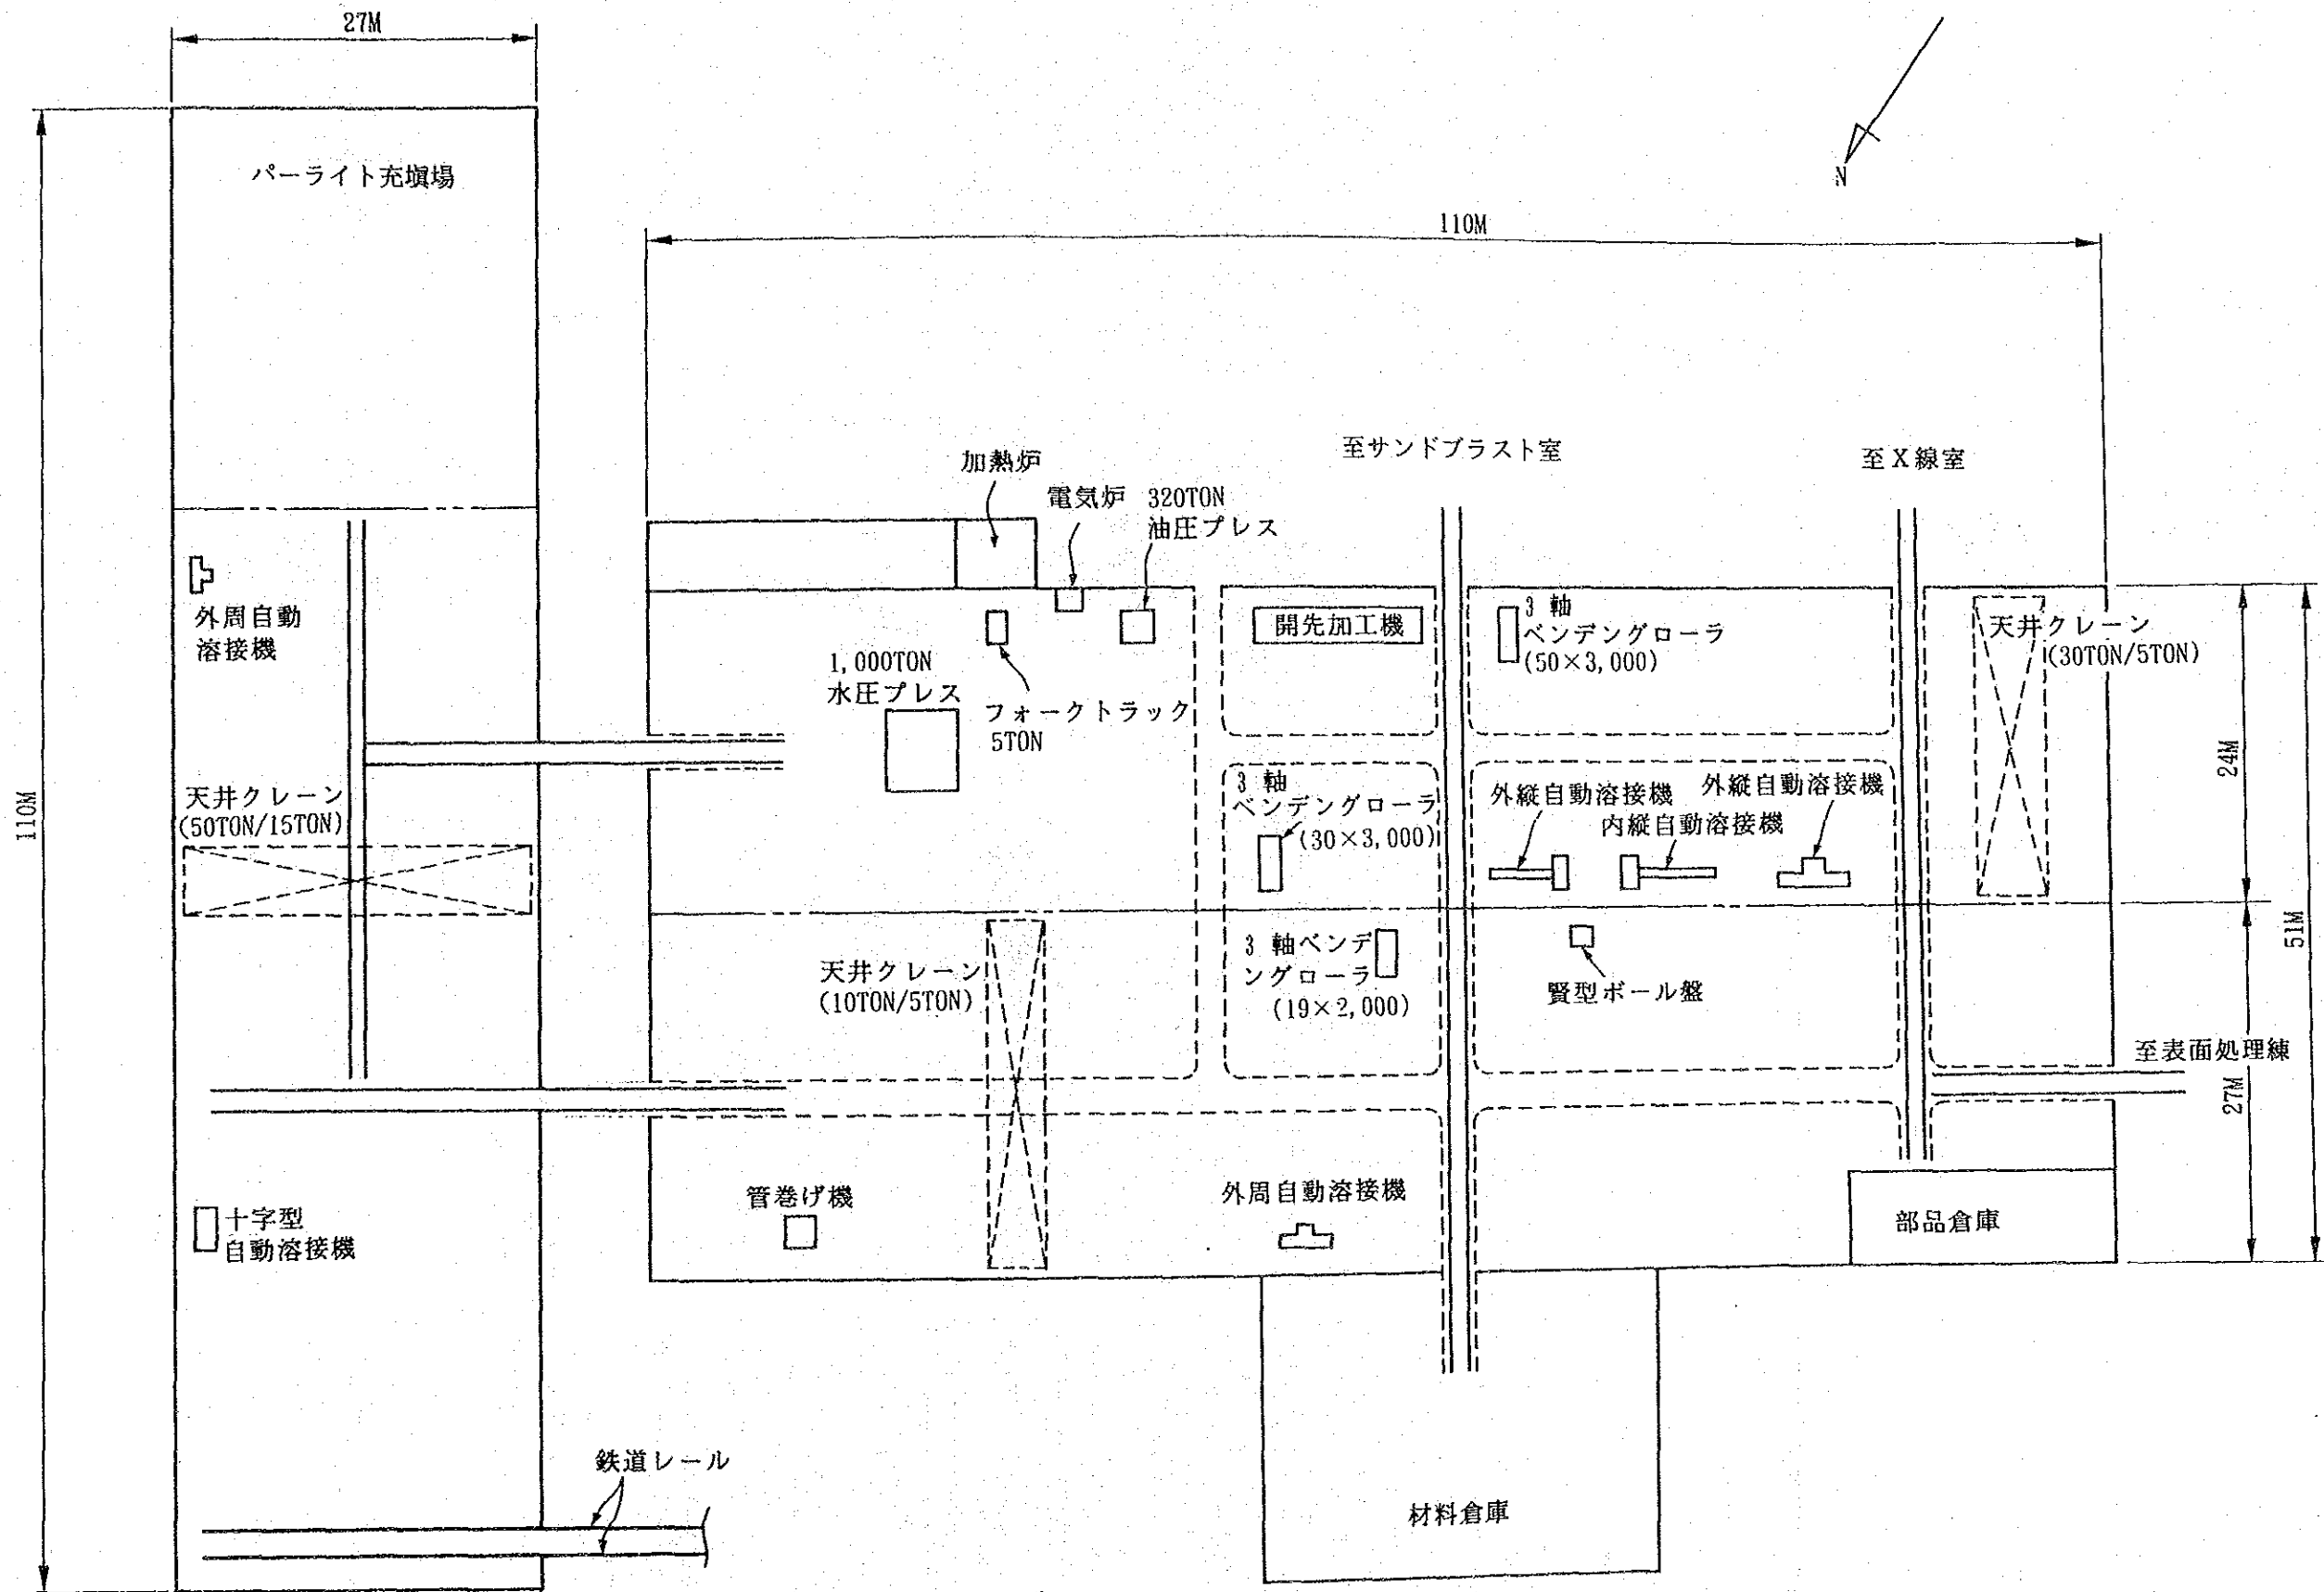 27M
パーライト充塡場
N
110M
至サンドブラスト室
至X線室
加熱炉
電気炉
320TON
油圧プレス
外周自動
溶接機
1,000TON
水圧プレス
フォークトラック
5TON
開先加工機
3 軸
ベンデングローラ
(50×3,000)
天井クレーン
(30TON/5TON)
110M
天井クレーン
(50TON/15TON)
3 軸
ベンデングローラ
(30×3,000)
外縦自動溶接機
内縦自動溶接機
外縦自動溶接機
24M
51M
天井クレーン
(10TON/5TON)
3 軸ベンデ
ングローラ
(19×2,000)
賢型ボール盤
至表面処理練
27M
十字型
自動溶接機
管巻げ機
外周自動溶接機
部品倉庫
鉄道レール
材料倉庫